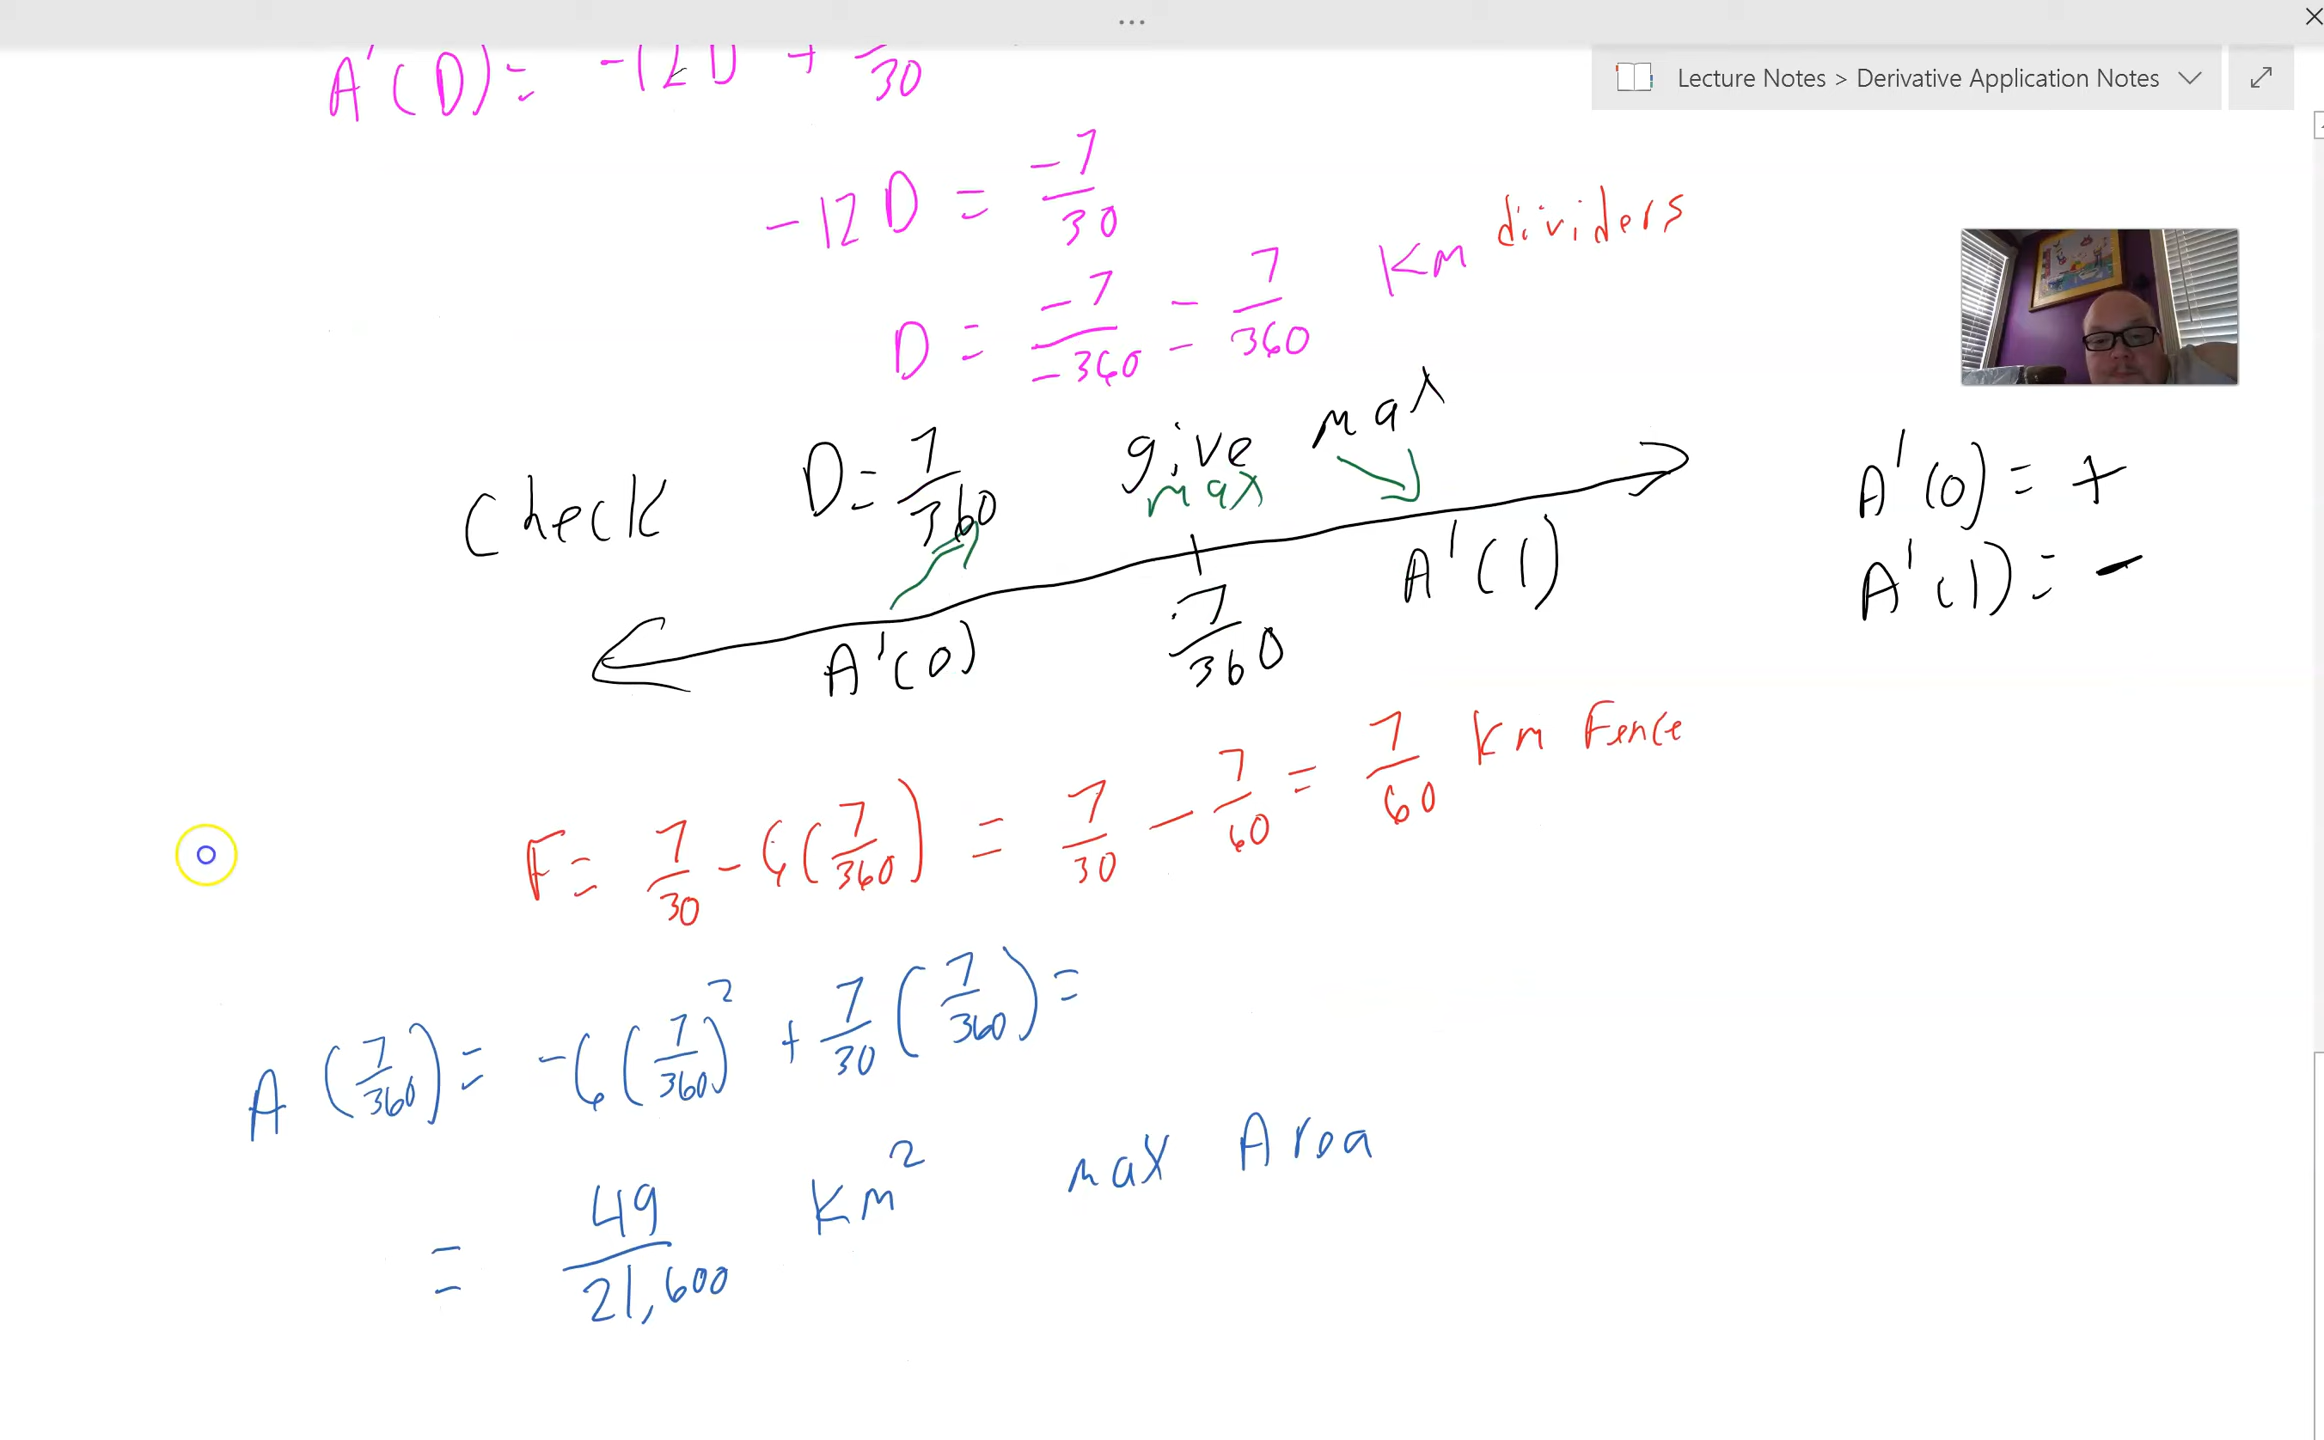 ...
Lecture Notes > Derivative Application Notes
A'(D) = -12D + /30
-12D = -7/30
D = -7/-360 = 7/360 Km dividers
Check D = 7/360 give max
max
A'(0) 7/360 A'(1)
A'(0) = +
A'(1) = -
F = 7/30 - 6(7/360) = 7/30 - 7/60 = 7/60 Km Fence
A(7/360) = -6(7/360)² + 7/30(7/360) =
= 49/21,600 Km² max Area